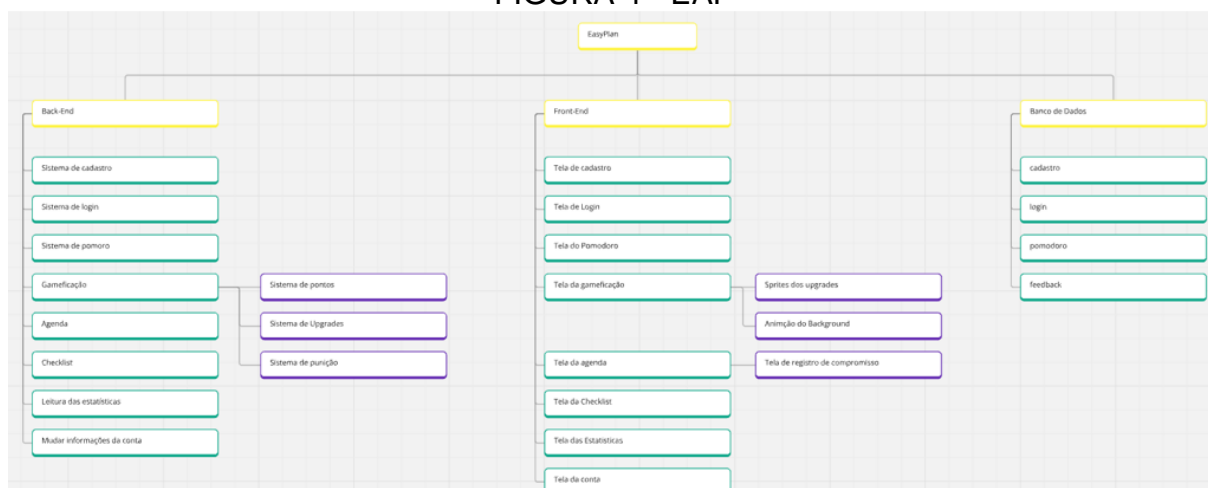 EasyPlan
Back-End
Sistema de cadastro
Sistema de login
Sistema de pomoro
Gameficação
Sistema de pontos
Sistema de Upgrades
Sistema de punição
Agenda
Checklist
Leitura das estatísticas
Mudar informações da conta
Front-End
Tela de cadastro
Tela de Login
Tela do Pomodoro
Tela da gameficação
Sprites dos upgrades
Animção do Background
Tela da agenda
Tela de registro de compromisso
Tela da Checklist
Tela das Estatisticas
Tela da conta
Banco de Dados
cadastro
login
pomodoro
feedback